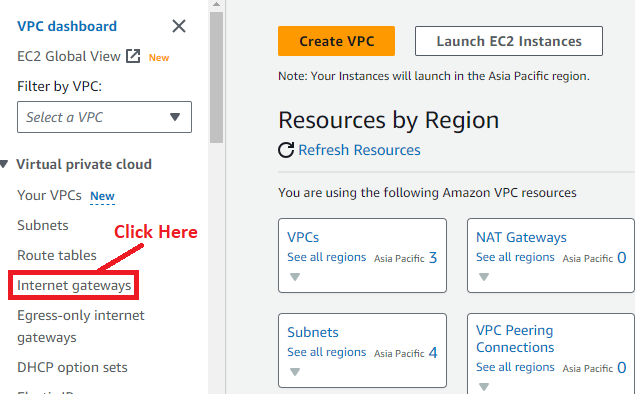 VPC dashboard
EC2 Global View New
Filter by VPC:
Select a VPC
Virtual private cloud
Your VPCs New
Subnets
Click Here
Route tables
Internet gateways
Egress-only internet
gateways
DHCP option sets
Create VPC
Launch EC2 Instances
Note: Your Instances will launch in the Asia Pacific region.
Resources by Region
Refresh Resources
You are using the following Amazon VPC resources
VPCs
See all regions Asia Pacific 3
NAT Gateways
See all regions Asia Pacific 0
Subnets
See all regions Asia Pacific 4
VPC Peering
Connections
See all regions Asia Pacific 0